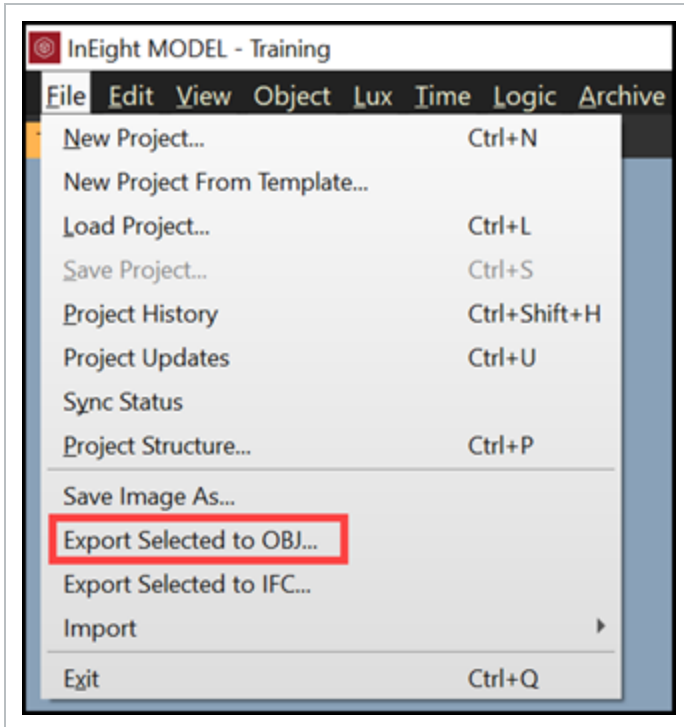 InEight MODEL - Training
File Edit View Object Lux Time Logic Archive
New Project... Ctrl+N
New Project From Template...
Load Project... Ctrl+L
Save Project... Ctrl+S
Project History Ctrl+Shift+H
Project Updates Ctrl+U
Sync Status
Project Structure... Ctrl+P
Save Image As...
Export Selected to OBJ...
Export Selected to IFC...
Import
Exit Ctrl+Q